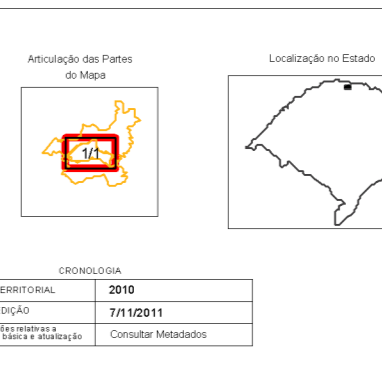 Articulação das Partes
do Mapa
Localização no Estado
1/1
CRONOLOGIA
ERRITORIAL 2010
DIÇÃO 7/11/2011
ões relativas a
básica e atualização Consultar Metadados